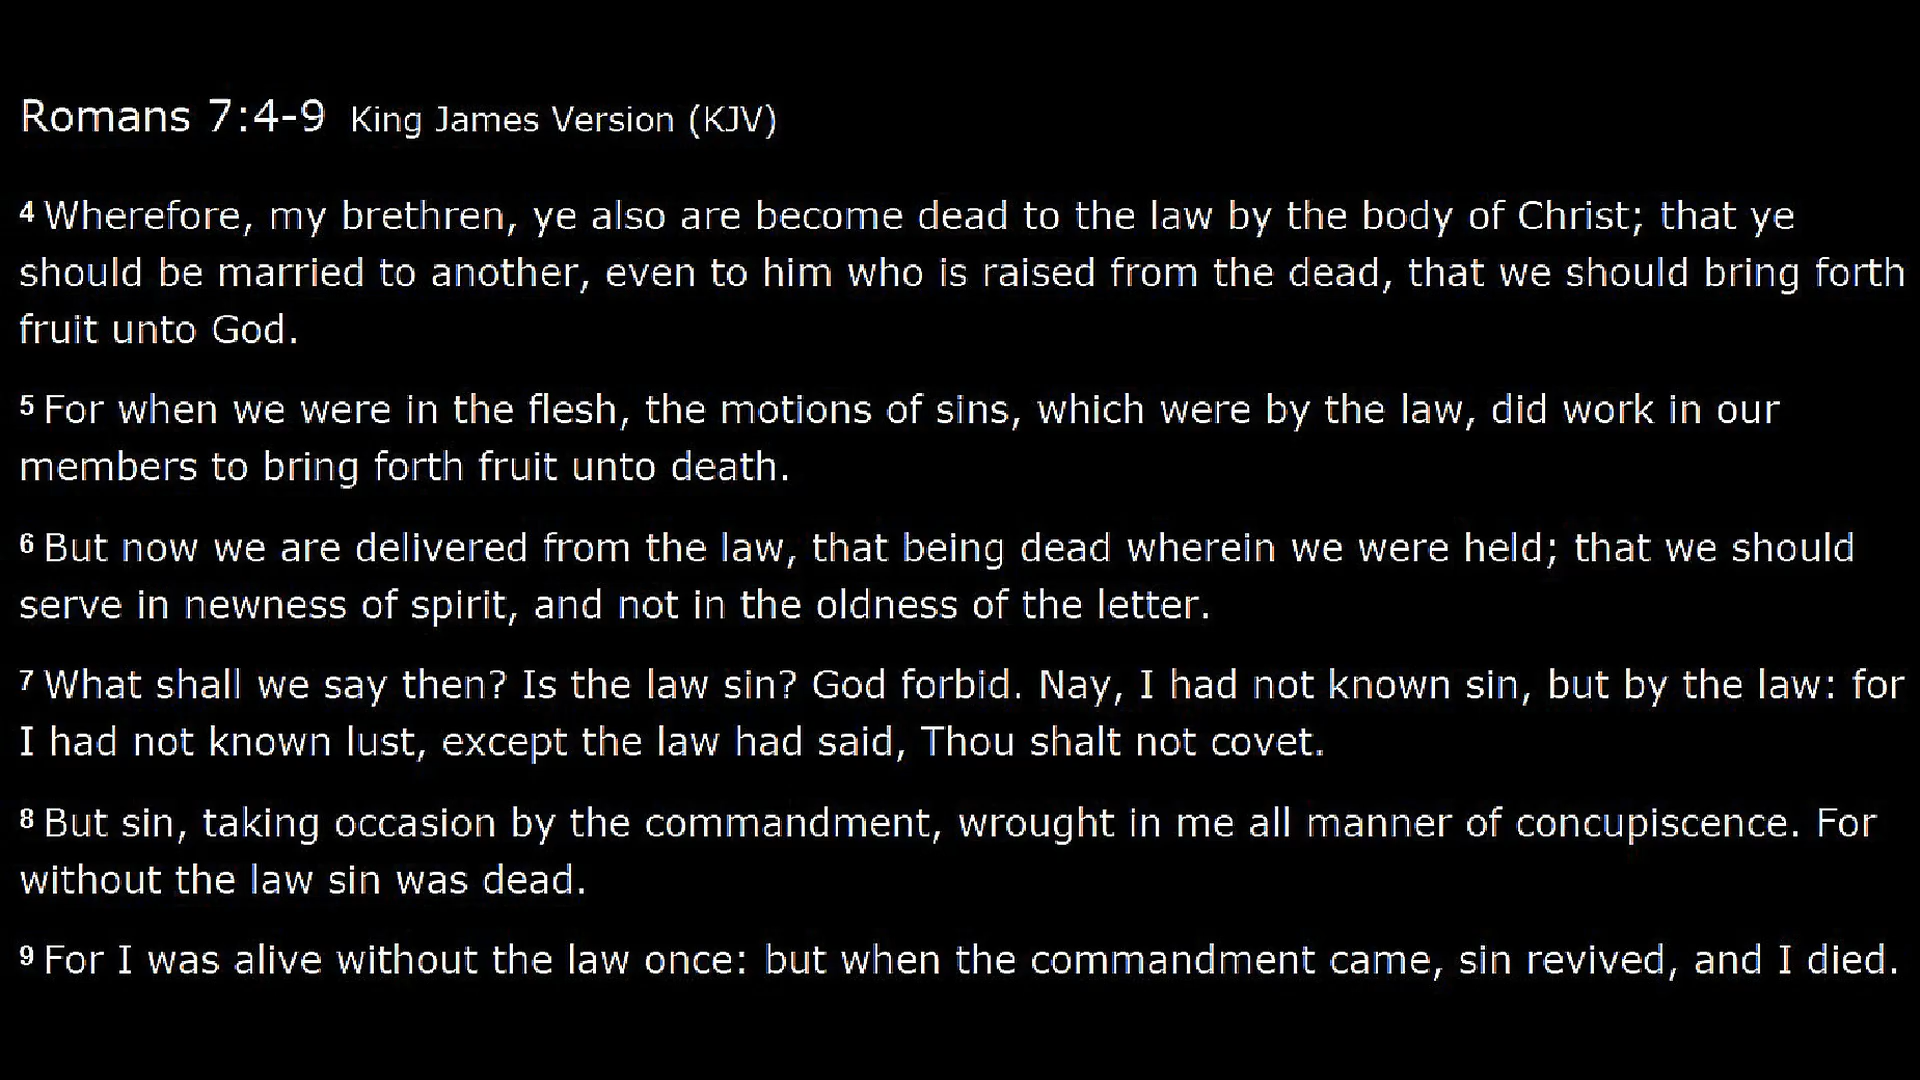 Romans 7:4-9 King James Version (KJV)
4 Wherefore, my brethren, ye also are become dead to the law by the body of Christ; that ye
should be married to another, even to him who is raised from the dead, that we should bring forth
fruit unto God.
5 For when we were in the flesh, the motions of sins, which were by the law, did work in our
members to bring forth fruit unto death.
6 But now we are delivered from the law, that being dead wherein we were held; that we should
serve in newness of spirit, and not in the oldness of the letter.
7 What shall we say then? Is the law sin? God forbid. Nay, I had not known sin, but by the law: for
I had not known lust, except the law had said, Thou shalt not covet.
8 But sin, taking occasion by the commandment, wrought in me all manner of concupiscence. For
without the law sin was dead.
9 For I was alive without the law once: but when the commandment came, sin revived, and I died.